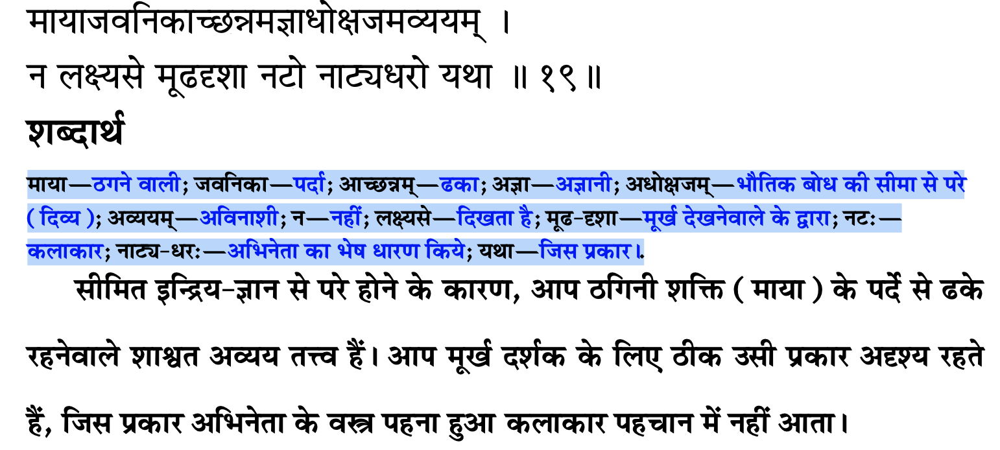 मायाजवनिकाच्छन्नमज्ञाधोक्षजमव्ययम् ।
न लक्ष्यसे मूढदृशा नटो नाट्यधरो यथा ॥ १९॥
शब्दार्थ
माया—ठगने वाली; जवनिका—पर्दा; आच्छन्नम्—ढका; अज्ञा—अज्ञानी; अधोक्षजम्—भौतिक बोध की सीमा से परे
( दिव्य ); अव्ययम्—अविनाशी; न—नहीं; लक्ष्यसे—दिखता है; मूढ-दृशा—मूर्ख देखनेवाले के द्वारा; नटः—
कलाकार; नाट्य-धरः—अभिनेता का भेष धारण किये; यथा—जिस प्रकार।.
सीमित इन्द्रिय-ज्ञान से परे होने के कारण, आप ठगिनी शक्ति ( माया ) के पर्दे से ढके
रहनेवाले शाश्वत अव्यय तत्त्व हैं। आप मूर्ख दर्शक के लिए ठीक उसी प्रकार अदृश्य रहते
हैं, जिस प्रकार अभिनेता के वस्त्र पहना हुआ कलाकार पहचान में नहीं आता।